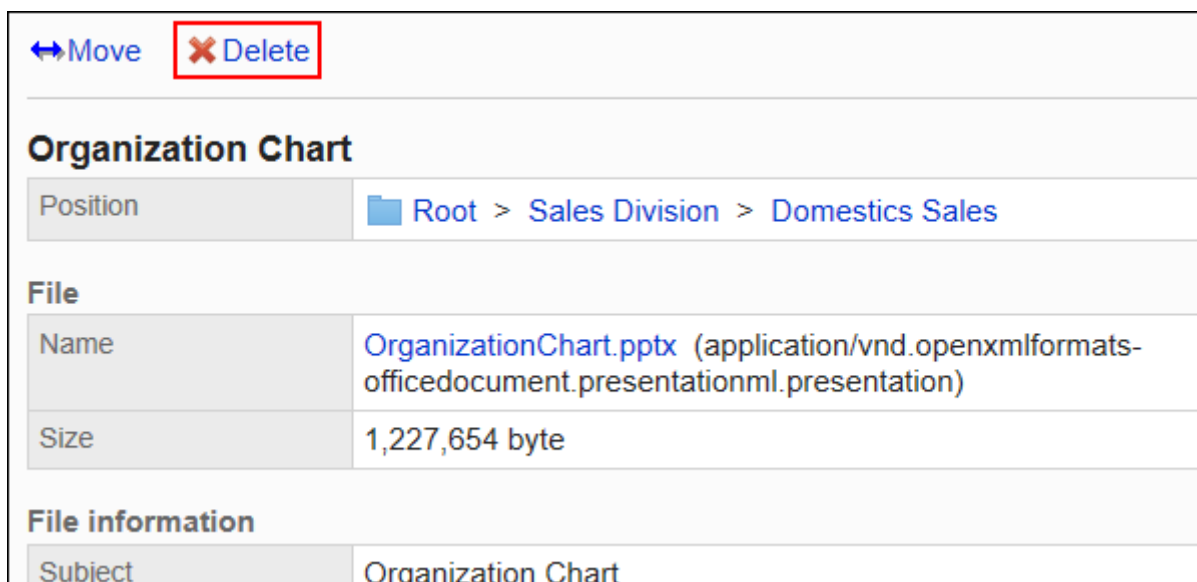 Move Delete
Organization Chart
Position Root > Sales Division > Domestics Sales
File
Name OrganizationChart.pptx (application/vnd.openxmlformats-
officedocument.presentationml.presentation)
Size 1,227,654 byte
File information
Subject Organization Chart